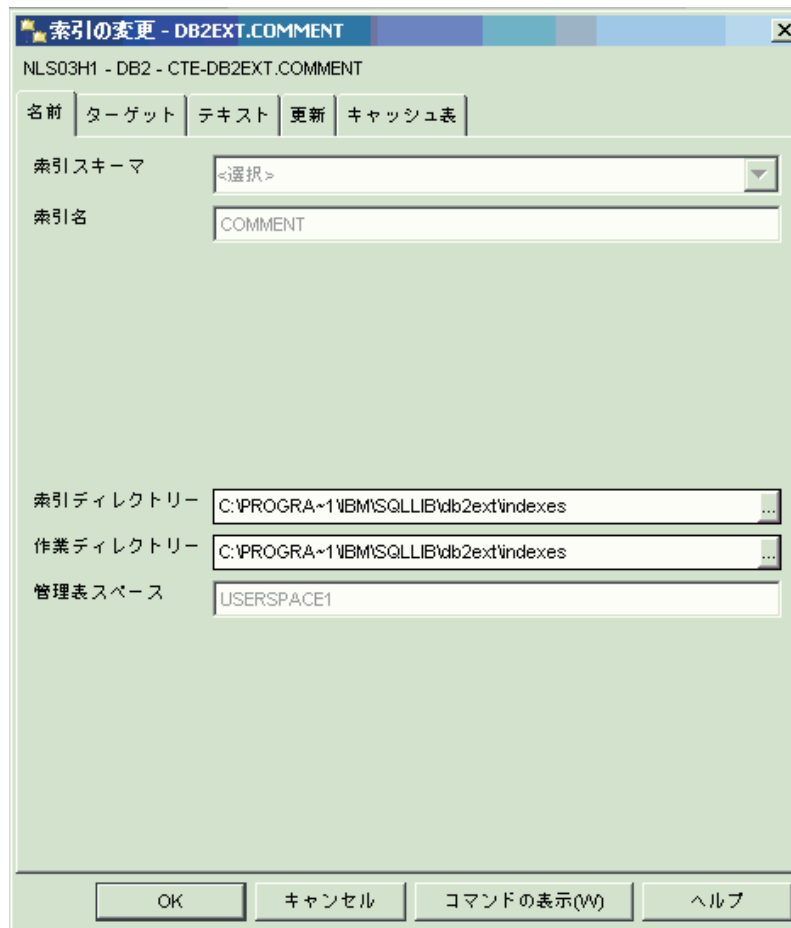 索引の変更 - DB2EXT.COMMENT
NLS03H1 - DB2 - CTE-DB2EXT.COMMENT
名前 ターゲット テキスト 更新 キャッシュ表
索引スキーマ <選択>
索引名 COMMENT
索引ディレクトリー C:\PROGRA~1\IBM\SQLLIB\db2ext\indexes ...
作業ディレクトリー C:\PROGRA~1\IBM\SQLLIB\db2ext\indexes ...
管理表スペース USERSPACE1
OK キャンセル コマンドの表示(W) ヘルプ